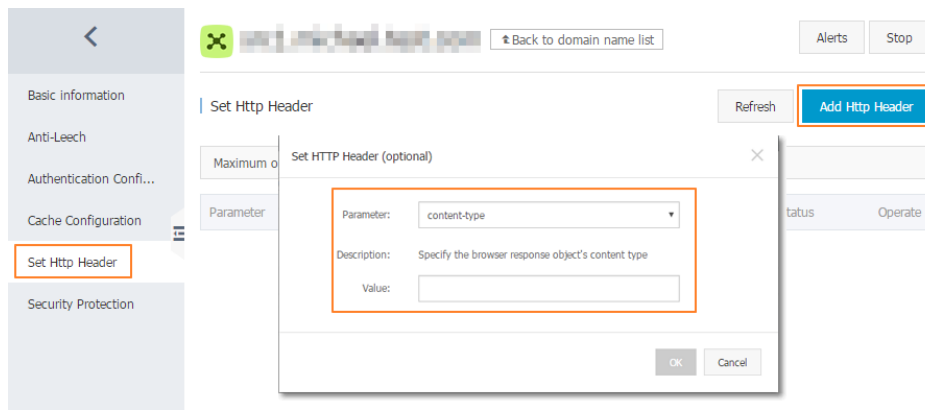 Back to domain name list
Alerts
Stop
Basic information
Anti-Leech
Authentication Confi...
Cache Configuration
Set Http Header
Security Protection
Set Http Header
Refresh
Add Http Header
Maximum o
Parameter
tatus
Operate
Set HTTP Header (optional)
Parameter:
content-type
Description:
Specify the browser response object's content type
Value:
OK
Cancel